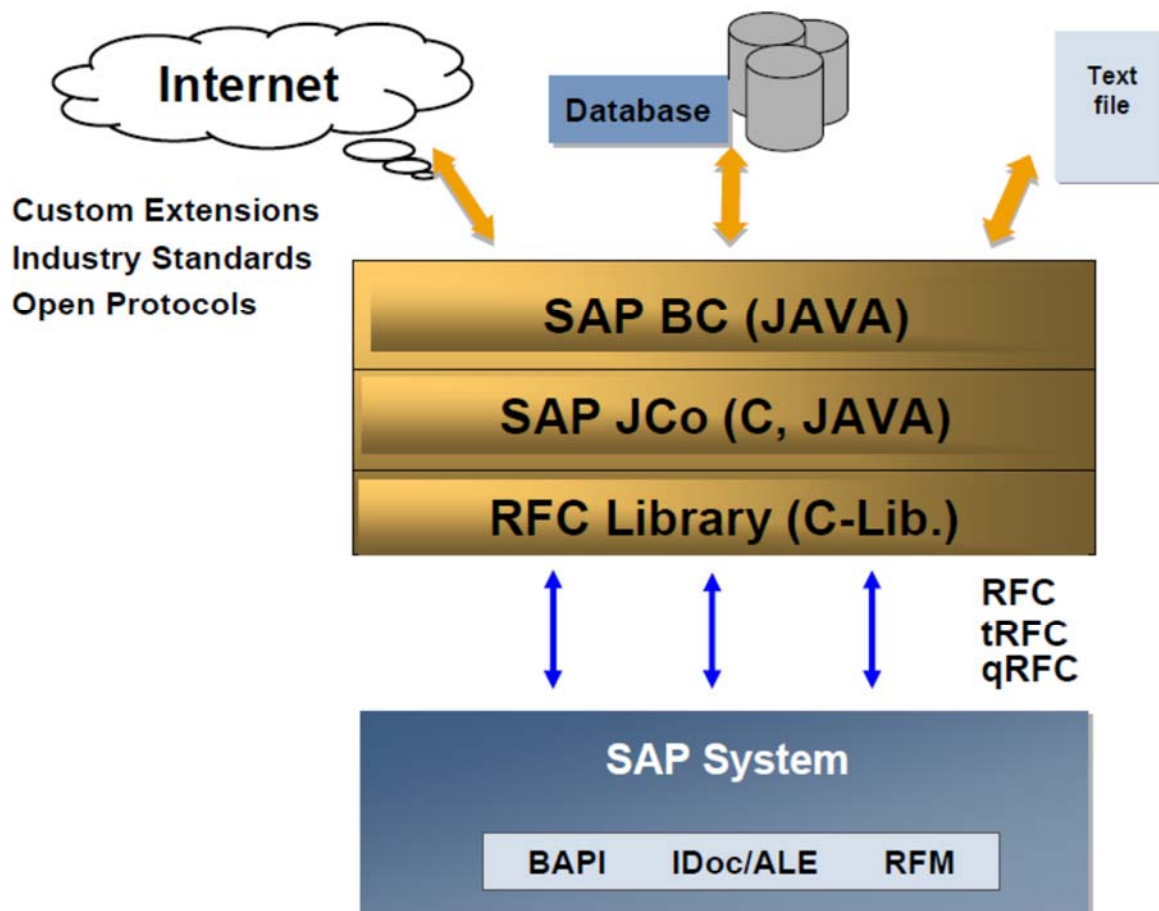 Internet
Database
Text
file
Custom Extensions
Industry Standards
Open Protocols
SAP BC (JAVA)
SAP JCo (C, JAVA)
RFC Library (C-Lib.)
RFC
tRFC
qRFC
SAP System
BAPI IDoc/ALE RFM